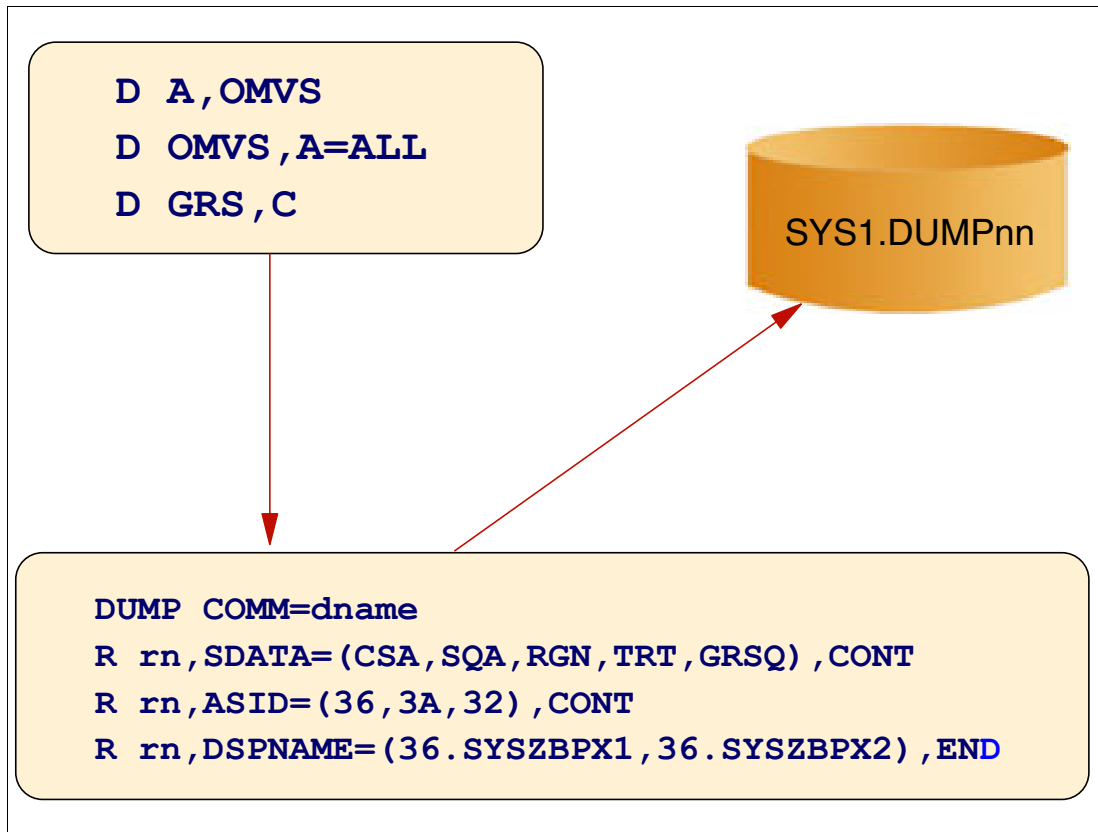 D A,OMVS
D OMVS,A=ALL
D GRS,C
SYS1.DUMPnn
DUMP COMM=dname
R rn,SDATA=(CSA,SQA,RGN,TRT,GRSQ),CONT
R rn,ASID=(36,3A,32),CONT
R rn,DSPNAME=(36.SYSZBPX1,36.SYSZBPX2),END